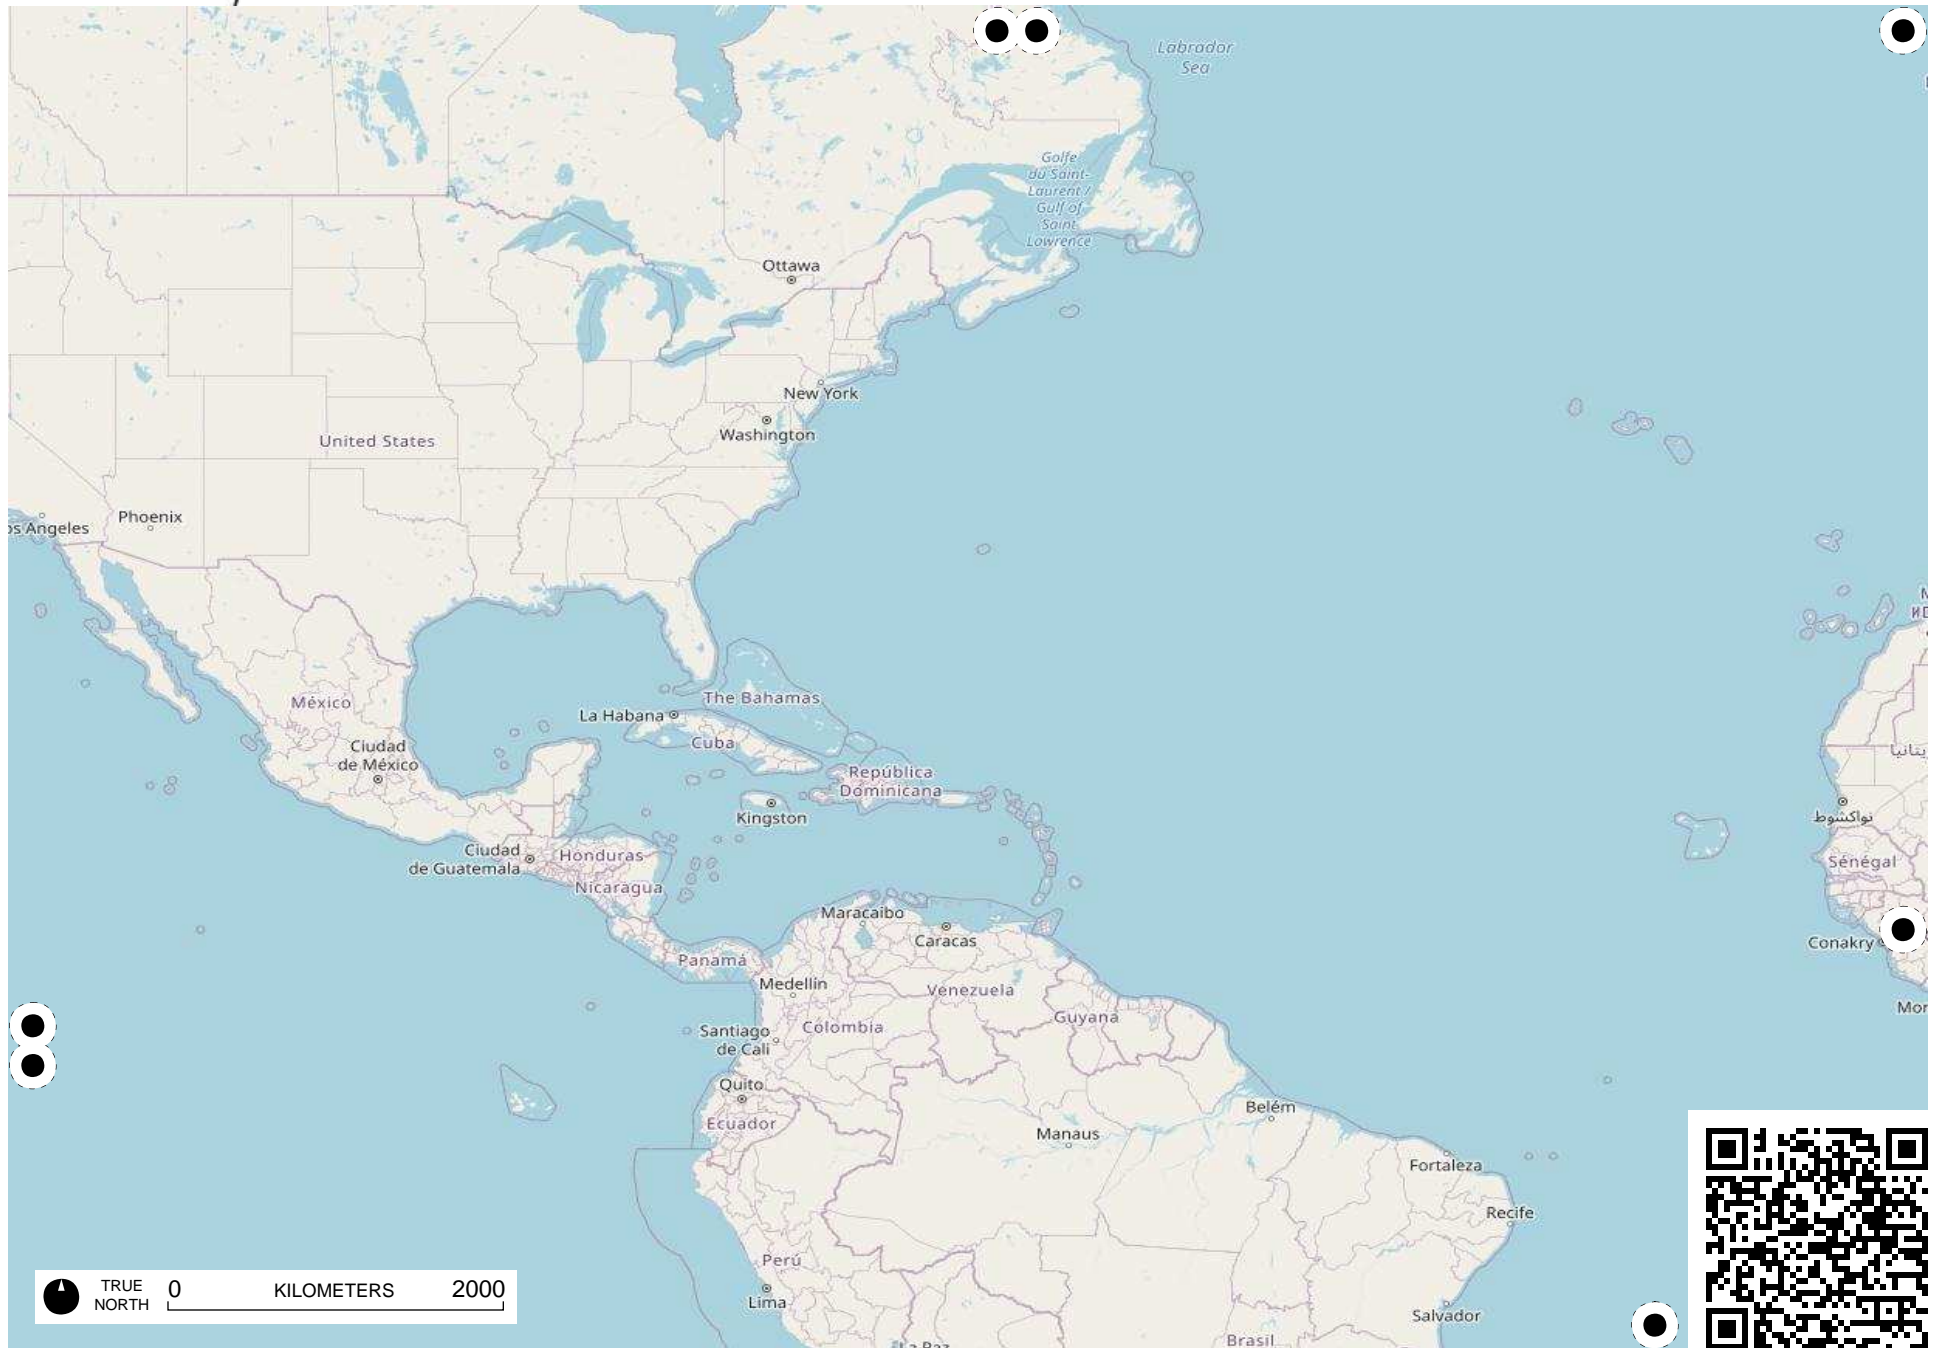 Labrador
Sea
Golfe
du Saint-
Laurent /
Gulf of
Saint
Lawrence
Ottawa
New York
Washington
United States
Phoenix
os Angeles
México
La Habana
The Bahamas
Cuba
Ciudad
de México
República
Dominicana
Kingston
نواكشوط
Ciudad
de Guatemala
Honduras
Nicaragua
Sénégal
Maracaibo
Caracas
Conakry
Panamá
Medellín
Venezuela
Colombia
Guyana
Mor
Santiago
de Cali
Quito
Ecuador
Belém
Manaus
Fortaleza
Recife
Perú
Lima
Salvador
Brasil
La Paz
TRUE
NORTH
0 KILOMETERS 2000